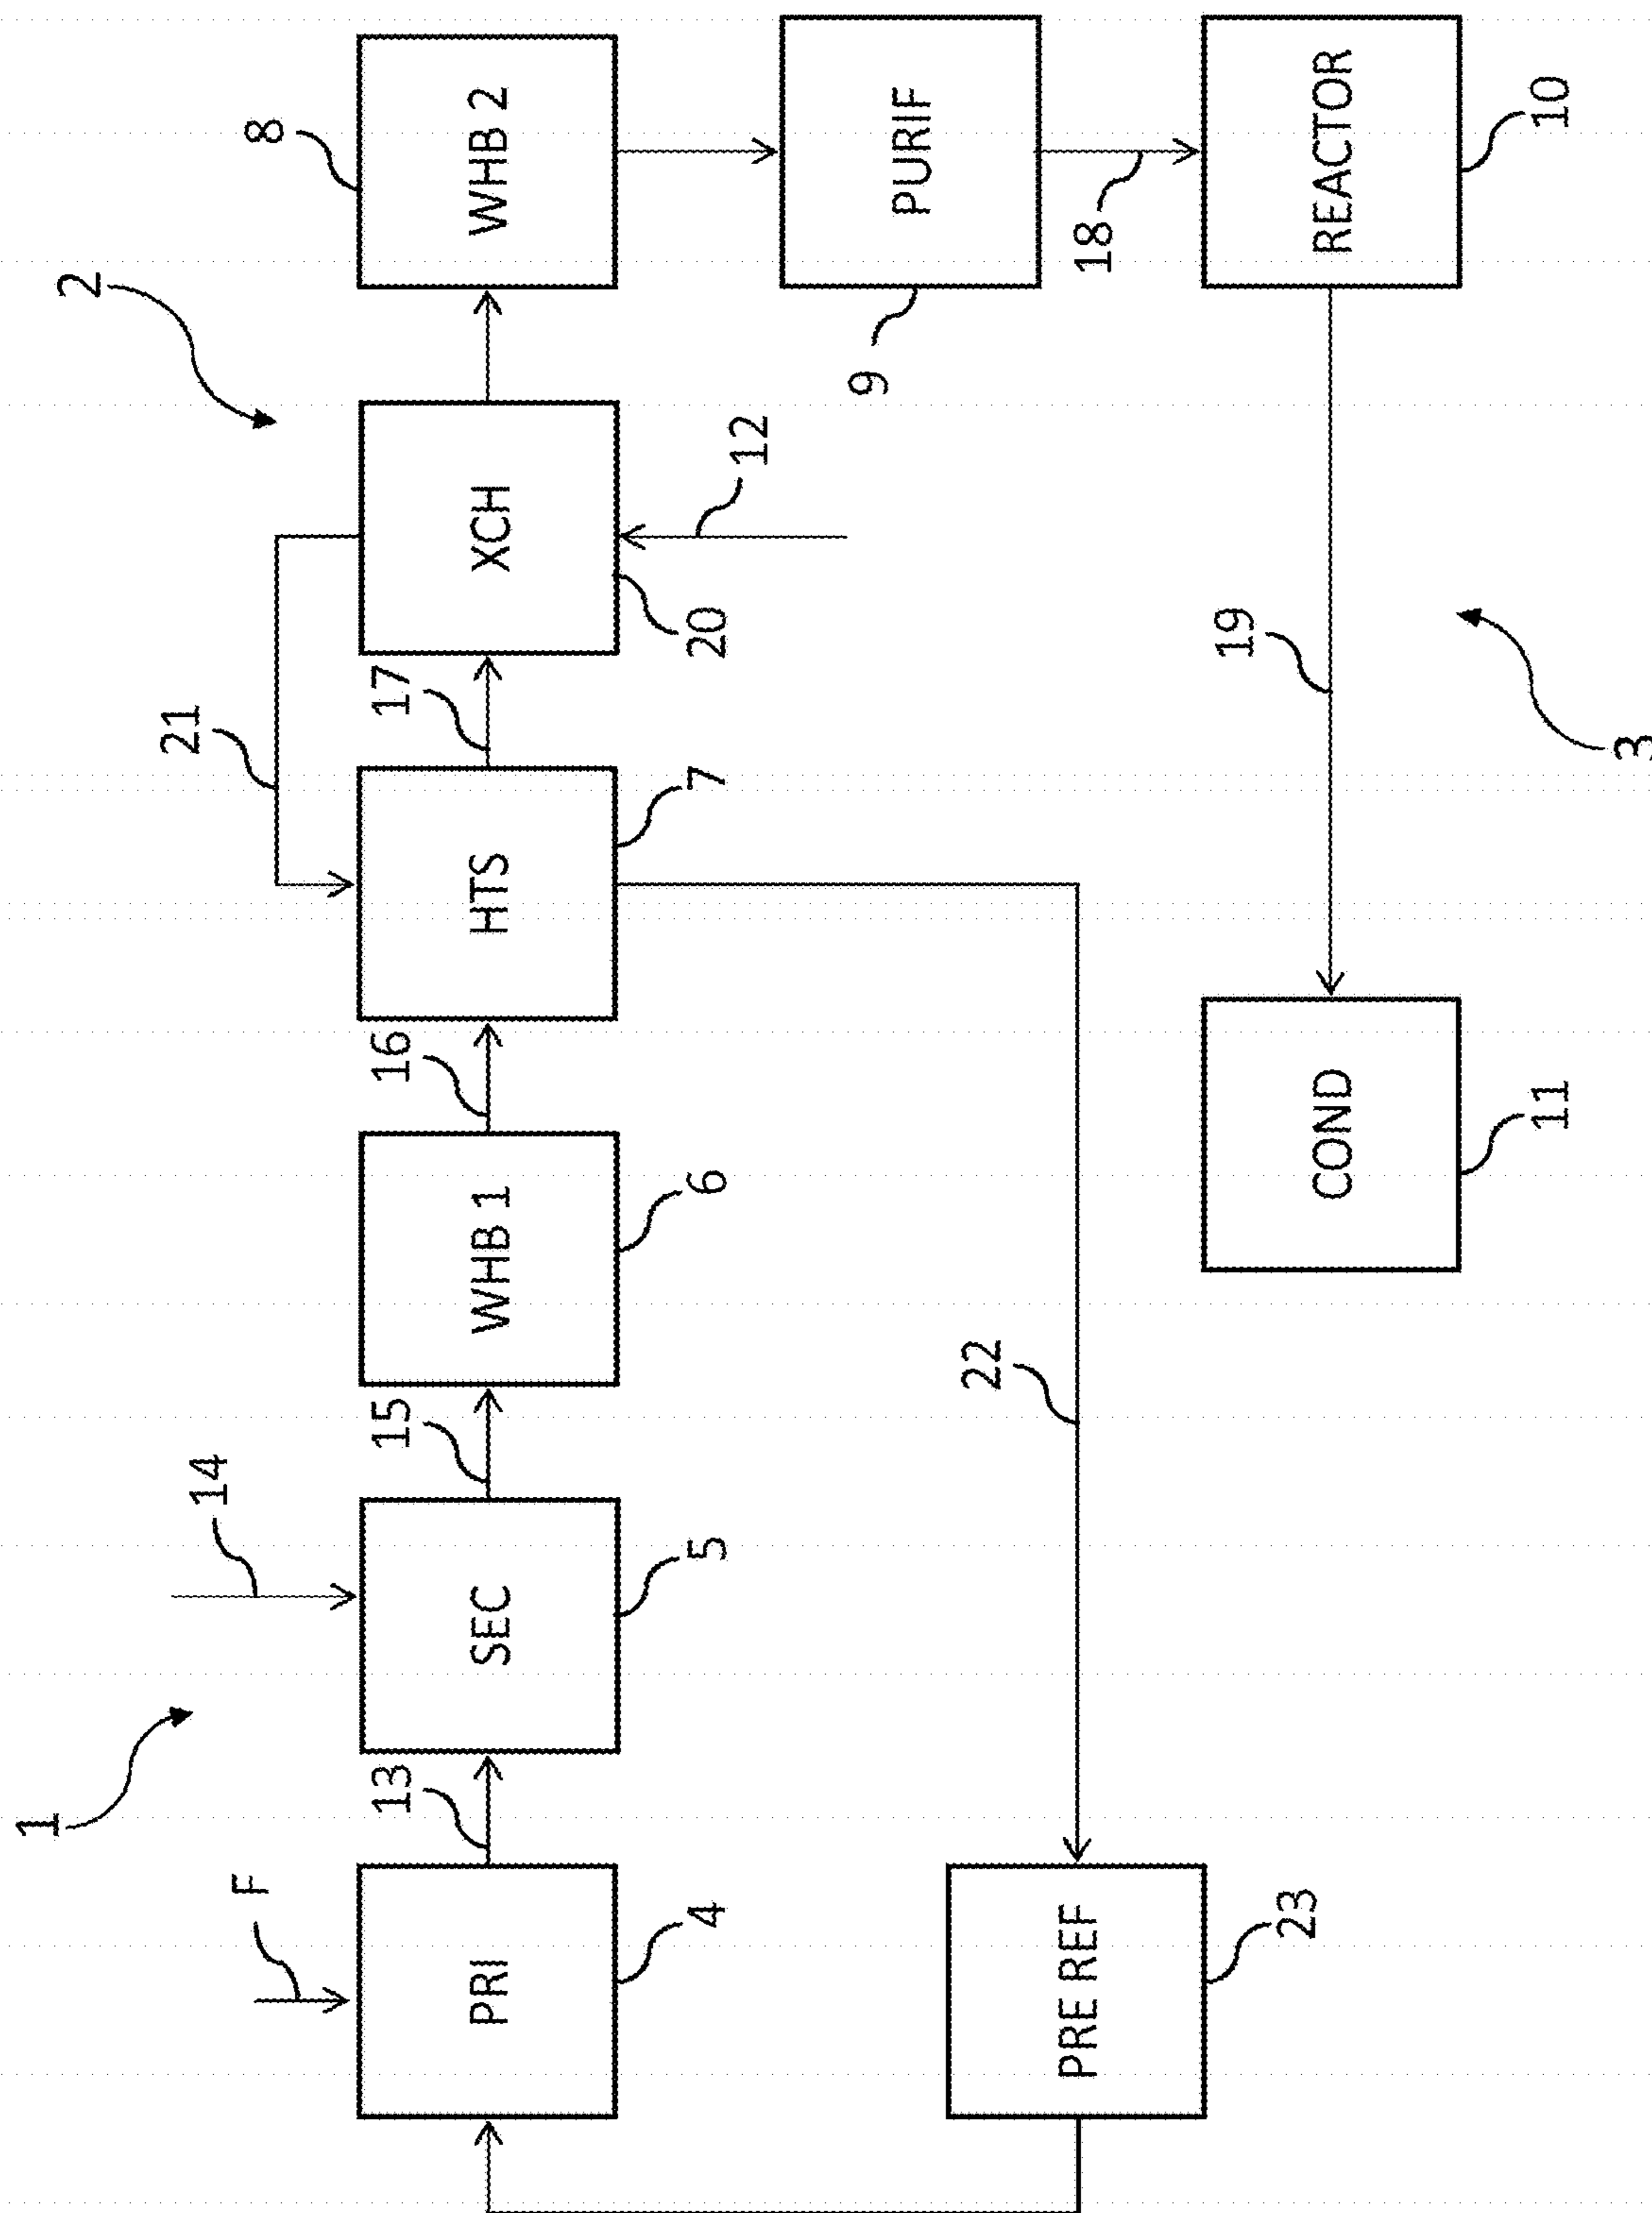 1
2
21
14
F
8
13
15
16
17
PRI
SEC
WHB 1
HTS
XCH
WHB 2
4
5
6
7
20
12
9
PURIF
22
PRE REF
18
19
23
COND
REACTOR
11
10
3